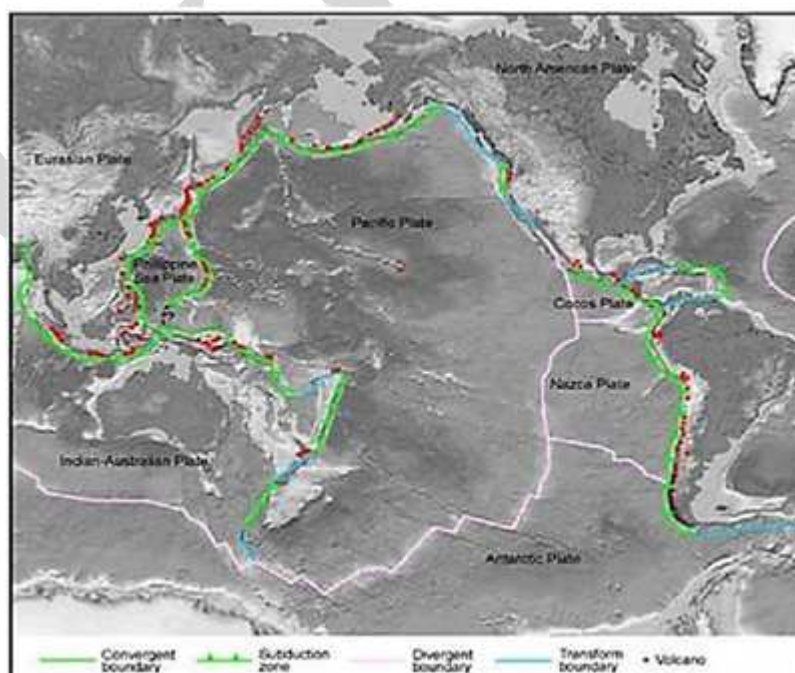 North American Plate
Eurasian Plate
Pacific Plate
Philippine
Sea Plate
Cocos Plate
Nazca Plate
Indian-Australian Plate
Antarctic Plate
Convergent
boundary
Subduction
zone
Divergent
boundary
Transform
boundary
Volcano